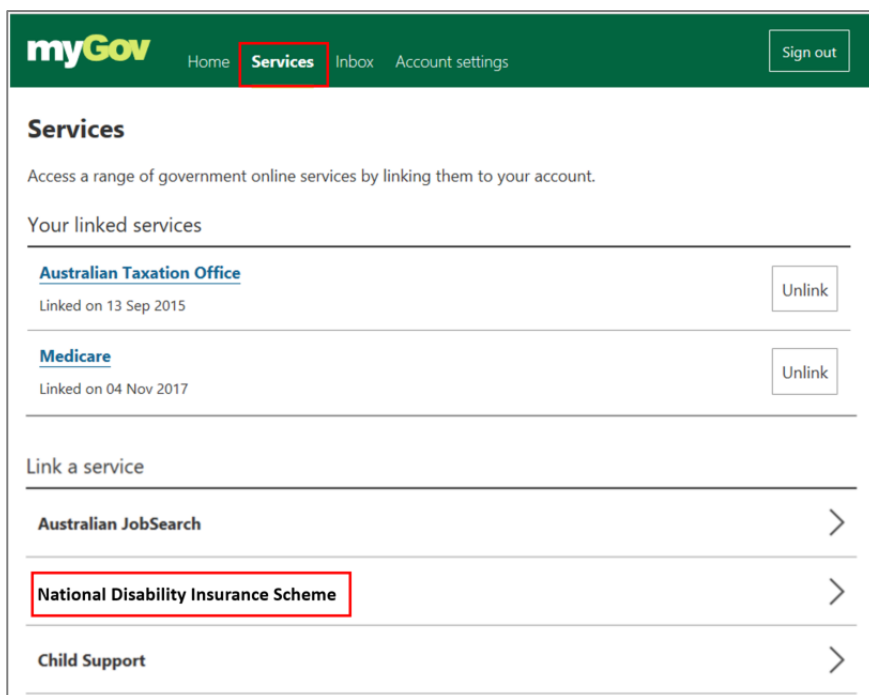 myGov Home Services Inbox Account settings Sign out
Services
Access a range of government online services by linking them to your account.
Your linked services
Australian Taxation Office
Linked on 13 Sep 2015
Unlink
Medicare
Linked on 04 Nov 2017
Unlink
Link a service
Australian JobSearch
National Disability Insurance Scheme
Child Support